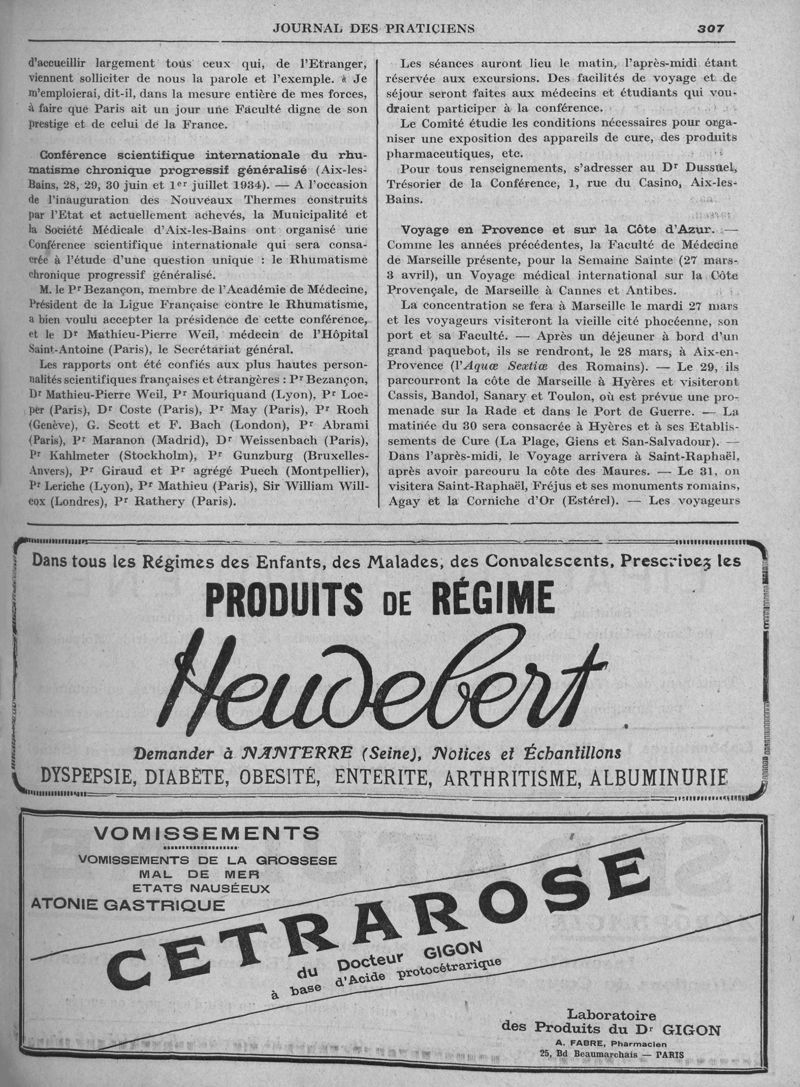 JOURNAL DES PRATICIENS 307
d'accueillir largement tous ceux qui, de l'Etranger,
viennent solliciter de nous la parole et l'exemple. « Je
m'emploierai, dit-il, dans la mesure entière de mes forces,
à faire que Paris ait un jour une Faculté digne de son
prestige et de celui de la France.
Conférence scientifique internationale du rhu-
matisme chronique progressif généralisé (Aix-les-
Bains, 28, 29, 30 juin et 1er juillet 1934). — A l'occasion
de l'inauguration des Nouveaux Thermes construits
par l'Etat et actuellement achevés, la Municipalité et
la Société Médicale d'Aix-les-Bains ont organisé une
Conférence scientifique internationale qui sera consa-
crée à l'étude d'une question unique : le Rhumatisme
chronique progressif généralisé.
M. le Pr Bezançon, membre de l'Académie de Médecine,
Président de la Ligue Française contre le Rhumatisme,
a bien voulu accepter la présidence de cette conférence,
et le Dr Mathieu-Pierre Weil, médecin de l'Hôpital
Saint-Antoine (Paris), le Secrétariat général.
Les rapports ont été confiés aux plus hautes person-
nalités scientifiques françaises et étrangères : Pr Bezançon,
Dr Mathieu-Pierre Weil, Pr Mouriquand (Lyon), Pr Loe-
per (Paris), Dr Coste (Paris), Pr May (Paris), Pr Roch
(Genève), G. Scott et F. Bach (London), Pr Abrami
(Paris), Pr Maranon (Madrid), Dr Weissenbach (Paris),
Pr Kahlmeter (Stockholm), Pr Gunzburg (Bruxelles-
Anvers), Pr Giraud et Pr agrégé Puech (Montpellier),
Pr Leriche (Lyon), Pr Mathieu (Paris), Sir William Will-
cox (Londres), Pr Rathery (Paris).
Les séances auront lieu le matin, l'après-midi étant
réservée aux excursions. Des facilités de voyage et de
séjour seront faites aux médecins et étudiants qui vou-
draient participer à la conférence.
Le Comité étudie les conditions nécessaires pour orga-
niser une exposition des appareils de cure, des produits
pharmaceutiques, etc.
Pour tous renseignements, s'adresser au Dr Dussuel,
Trésorier de la Conférence, 1, rue du Casino, Aix-les-
Bains.
Voyage en Provence et sur la Côte d'Azur. —
Comme les années précédentes, la Faculté de Médecine
de Marseille présente, pour la Semaine Sainte (27 mars-
3 avril), un Voyage médical international sur la Côte
Provençale, de Marseille à Cannes et Antibes.
La concentration se fera à Marseille le mardi 27 mars
et les voyageurs visiteront la vieille cité phocéenne, son
port et sa Faculté. — Après un déjeuner à bord d'un
grand paquebot, ils se rendront, le 28 mars, à Aix-en-
Provence (l'Aquæ Sextiæ des Romains). — Le 29, ils
parcourront la côte de Marseille à Hyères et visiteront
Cassis, Bandol, Sanary et Toulon, où est prévue une pro-
menade sur la Rade et dans le Port de Guerre. — La
matinée du 30 sera consacrée à Hyères et à ses Etablis-
sements de Cure (La Plage, Giens et San-Salvadour). —
Dans l'après-midi, le Voyage arrivera à Saint-Raphaël,
après avoir parcouru la côte des Maures. — Le 31, on
visitera Saint-Raphaël, Fréjus et ses monuments romains,
Agay et la Corniche d'Or (Estérel). — Les voyageurs
Dans tous les Régimes des Enfants, des Malades, des Convalescents, Prescrivez les
PRODUITS DE RÉGIME
Heudebert
Demander à NANTERRE (Seine), Notices et Échantillons
DYSPEPSIE, DIABÈTE, OBESITÉ, ENTERITE, ARTHRITISME, ALBUMINURIE
VOMISSEMENTS
VOMISSEMENTS DE LA GROSSESE
MAL DE MER
ETATS NAUSÉEUX
ATONIE GASTRIQUE
CETRAROSE
du Docteur GIGON
à base d'Acide protocétrarique
Laboratoire
des Produits du Dr GIGON
A. FABRE, Pharmacien
25, Bd Beaumarchais — PARIS